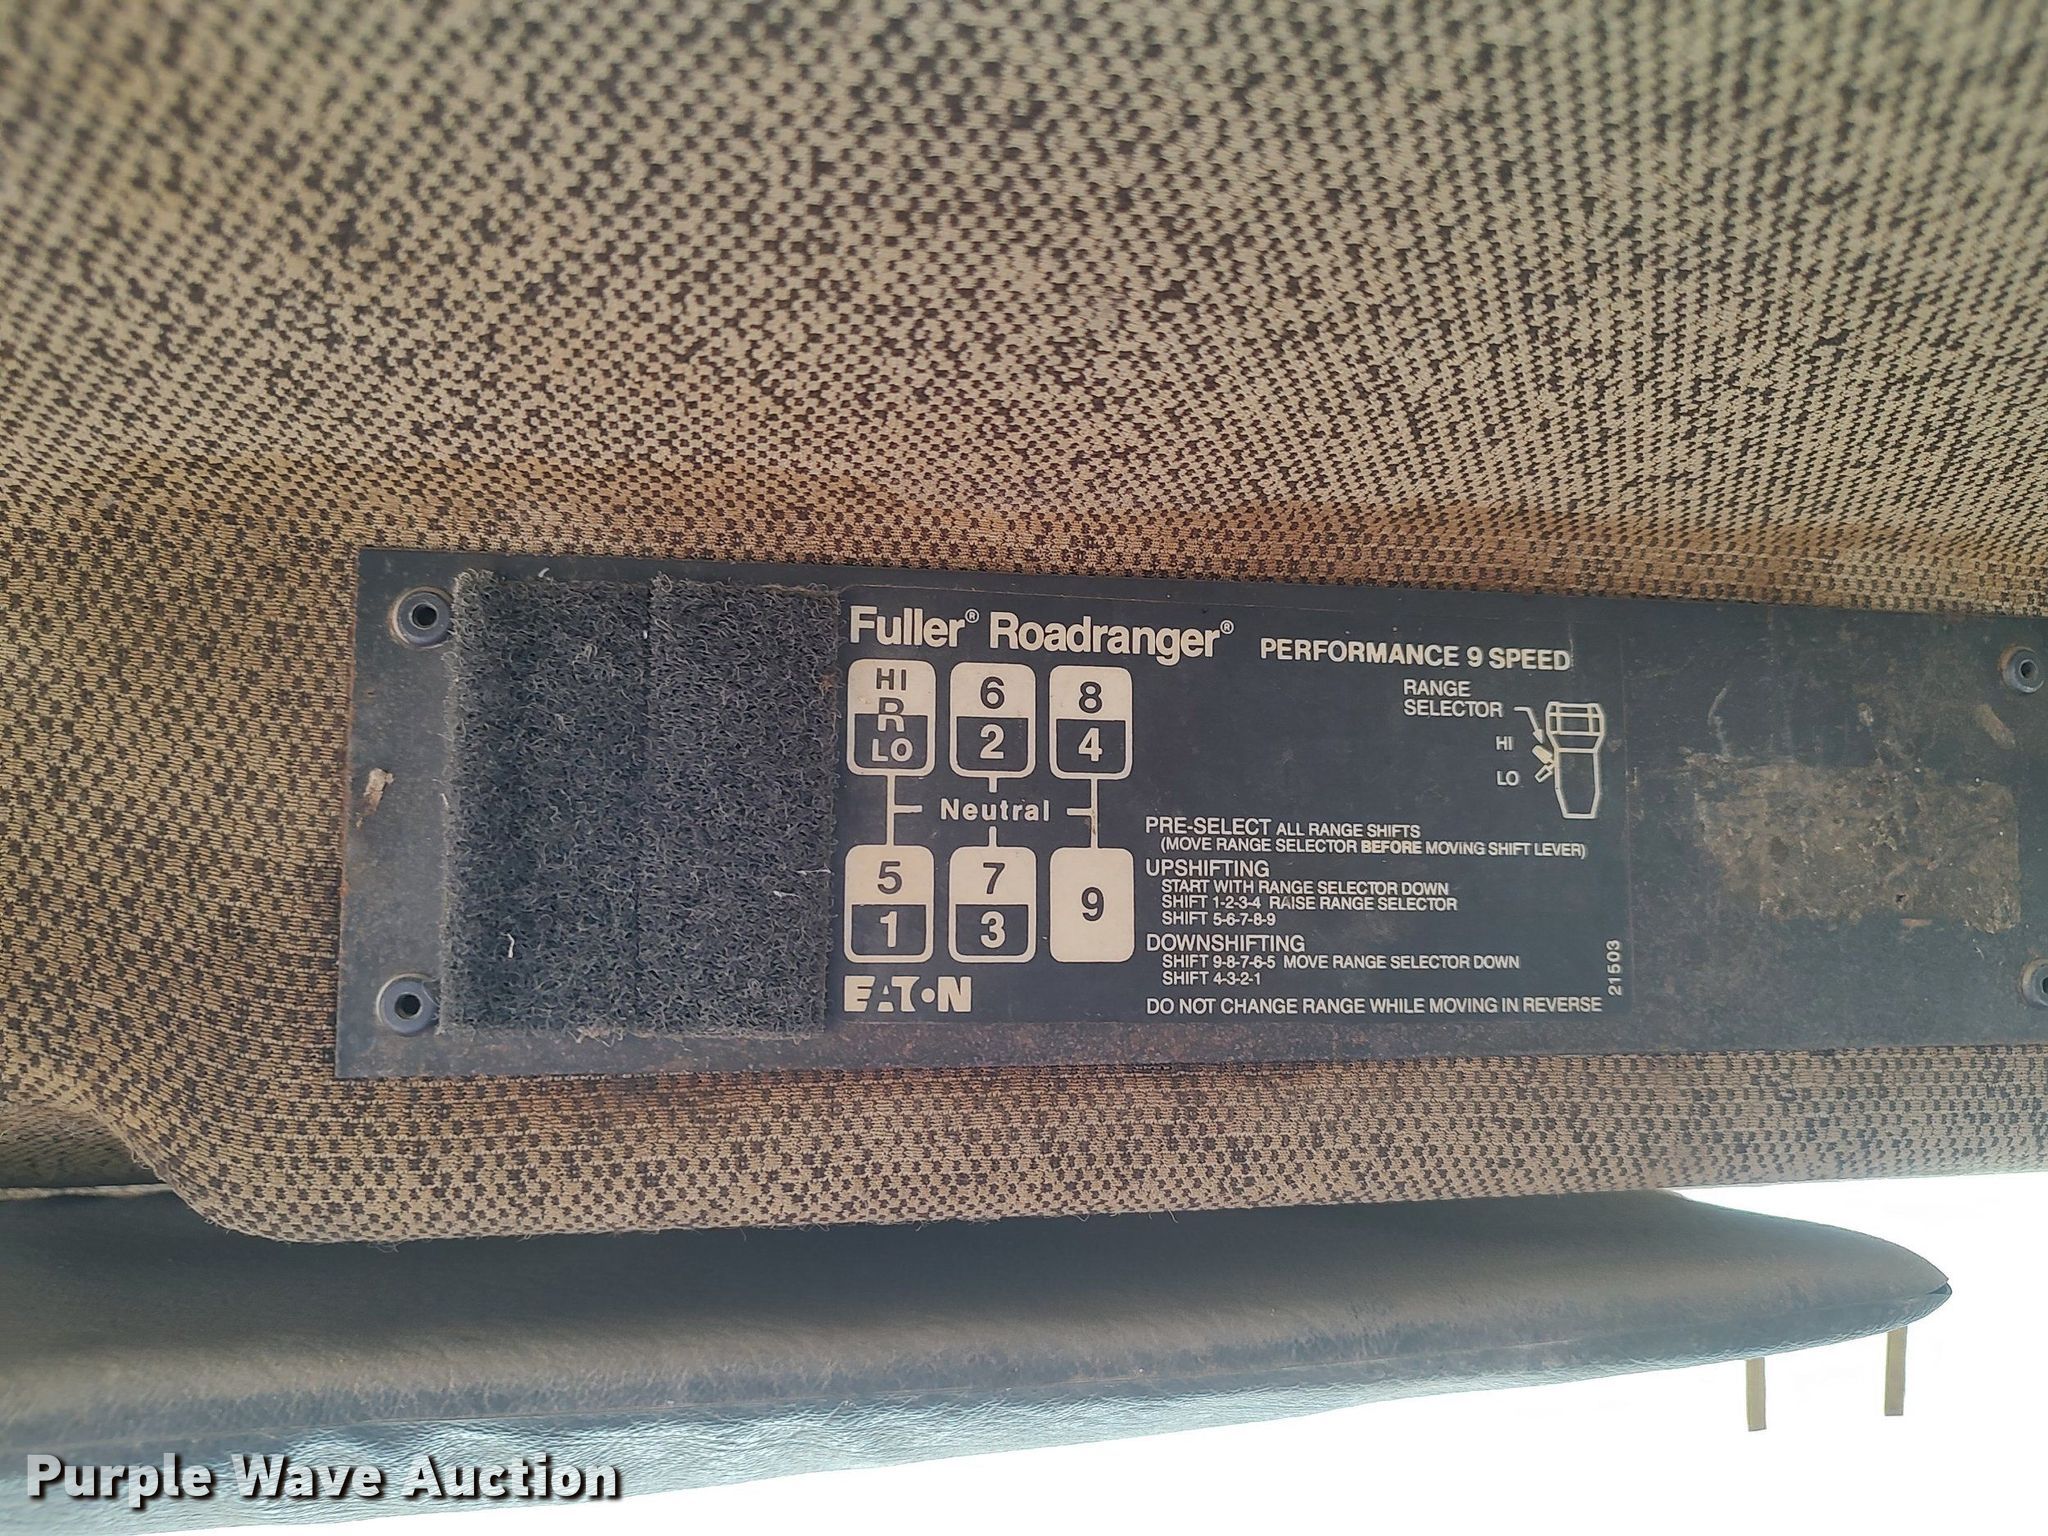 Fuller® Roadranger® PERFORMANCE 9 SPEED
HI 6 8
R
LO 2 4
Neutral
5 7 9
1 3
EAT•N
RANGE
SELECTOR
HI
LO
PRE-SELECT ALL RANGE SHIFTS
(MOVE RANGE SELECTOR BEFORE MOVING SHIFT LEVER)
UPSHIFTING
START WITH RANGE SELECTOR DOWN
SHIFT 1-2-3-4 RAISE RANGE SELECTOR
SHIFT 5-6-7-8-9
DOWNSHIFTING
SHIFT 9-8-7-6-5 MOVE RANGE SELECTOR DOWN
SHIFT 4-3-2-1
DO NOT CHANGE RANGE WHILE MOVING IN REVERSE
21503
Purple Wave Auction